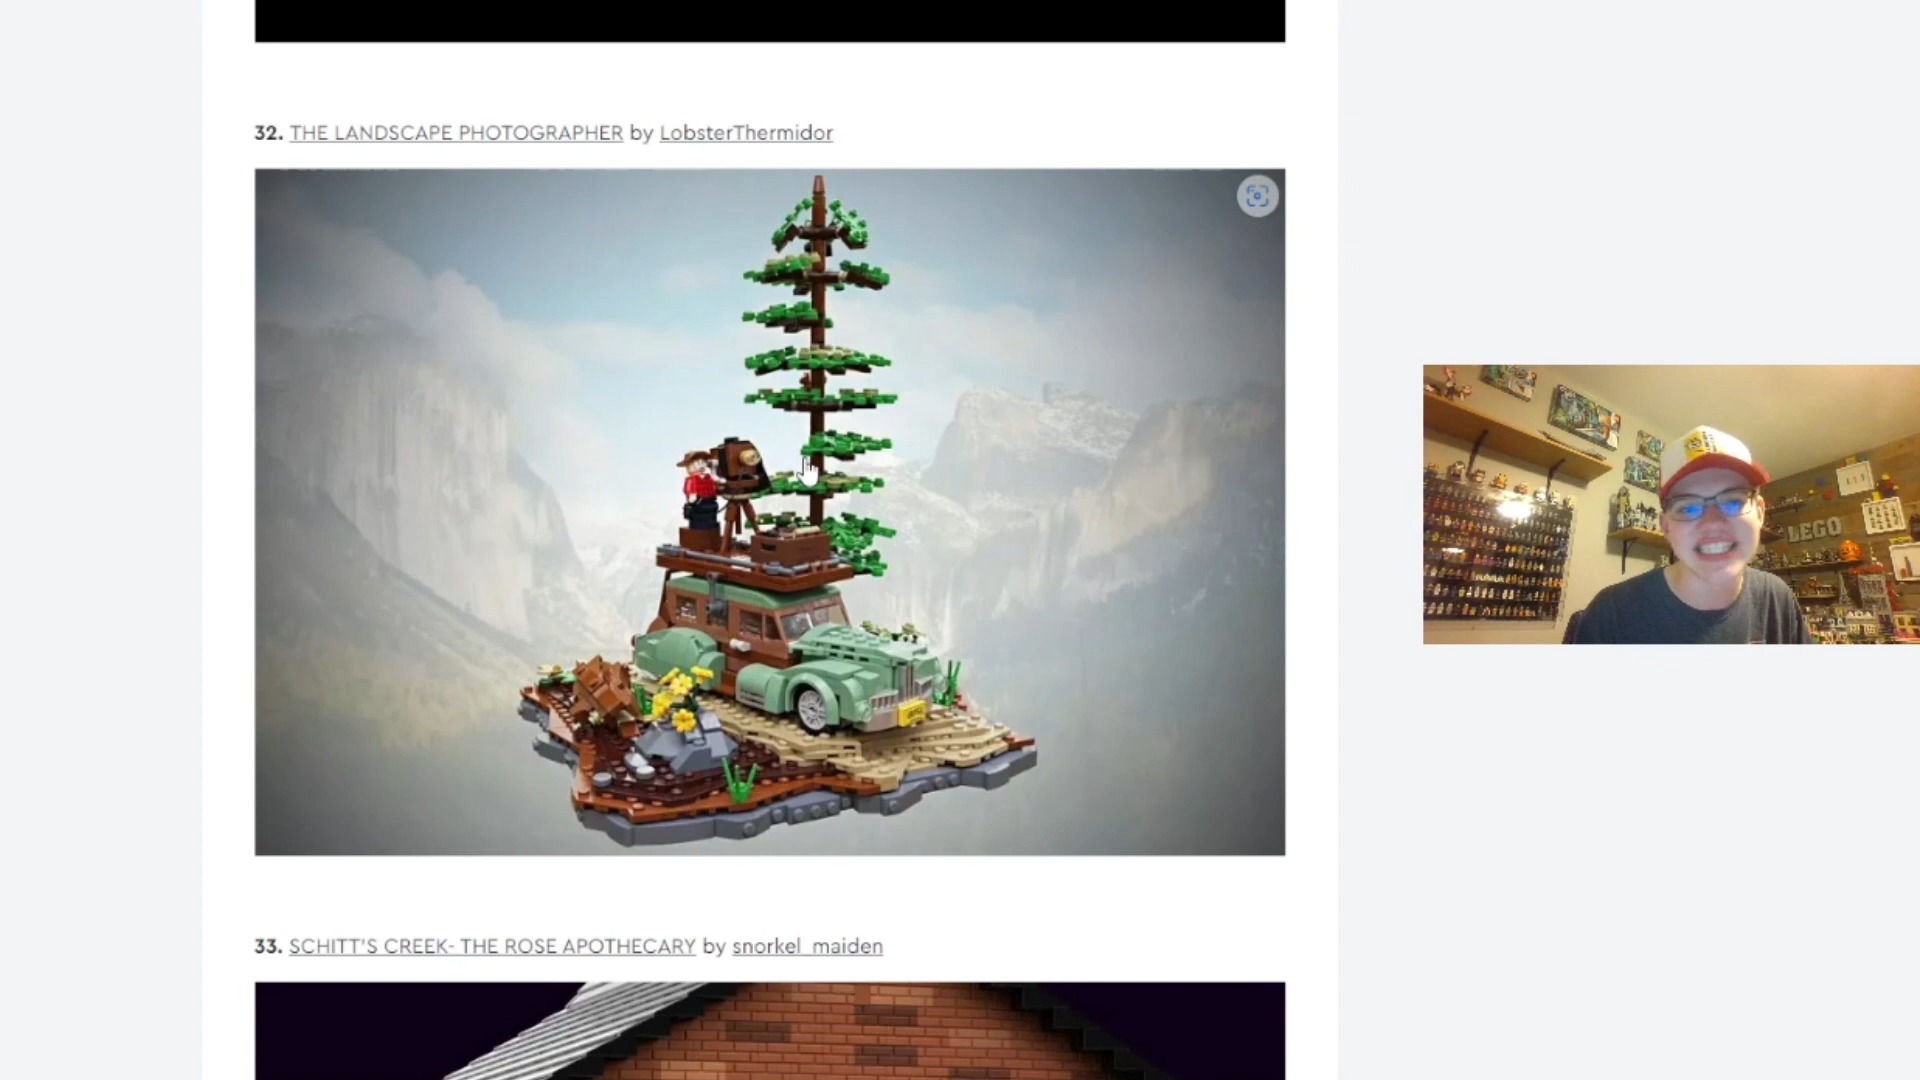 32. THE LANDSCAPE PHOTOGRAPHER by LobsterThermidor
LEGO
33. SCHITT'S CREEK- THE ROSE APOTHECARY by snorkel_maiden